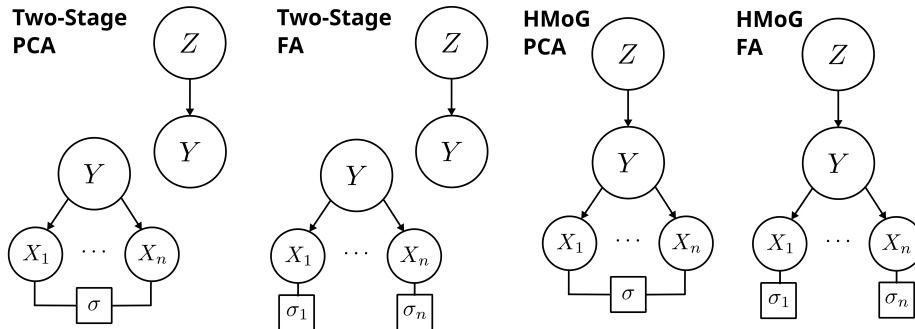 Two-Stage
PCA
Z
Y
Y
X₁ ··· Xₙ
σ
Two-Stage
FA
Z
Y
Y
X₁ ··· Xₙ
σ₁ σₙ
HMoG
PCA
Z
Y
X₁ ··· Xₙ
σ
HMoG
FA
Z
Y
X₁ ··· Xₙ
σ₁ σₙ